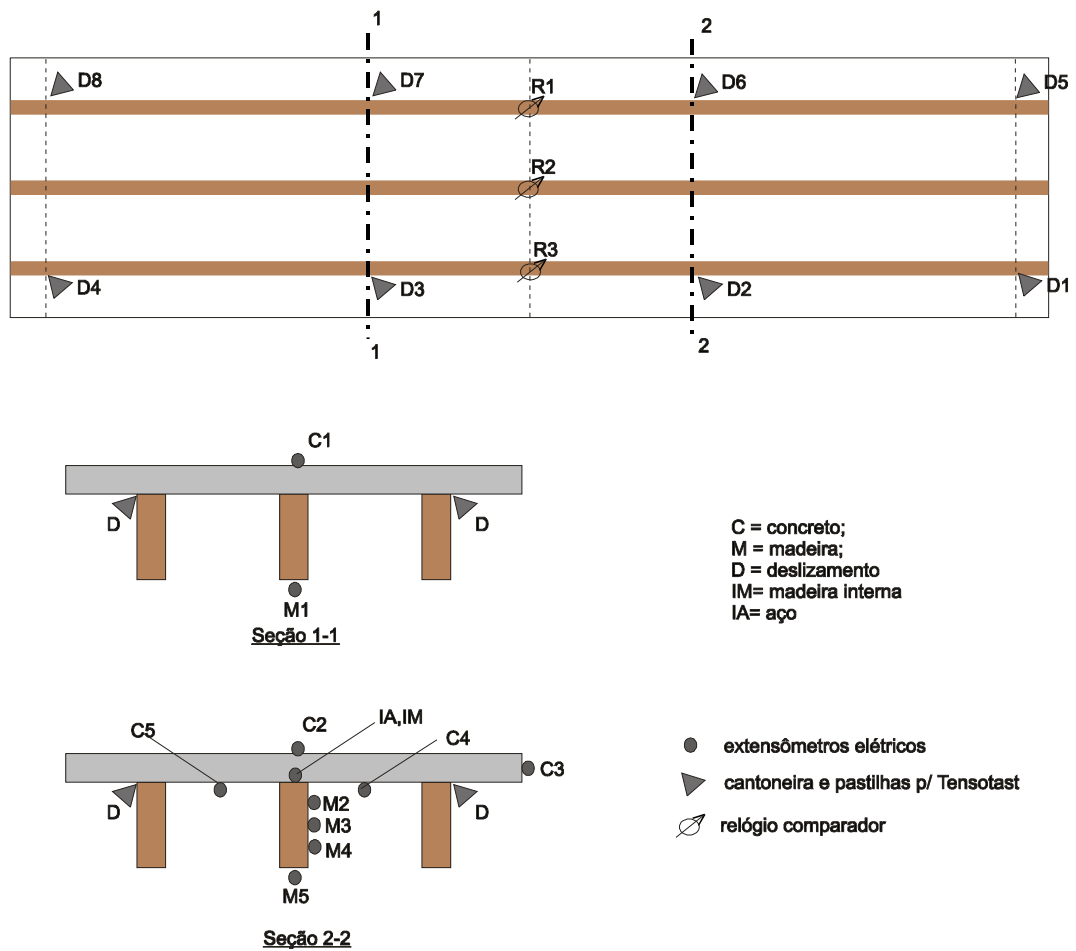 1
2
D8
D7
R1
D6
D5
R2
R3
D4
D3
D2
D1
1
2
C1
D
D
M1
Seção 1-1
C = concreto;
M = madeira;
D = deslizamento
IM= madeira interna
IA= aço
C5
C2
IA,IM
C4
C3
D
M2
D
M3
M4
M5
Seção 2-2
extensômetros elétricos
cantoneira e pastilhas p/ Tensotast
relógio comparador